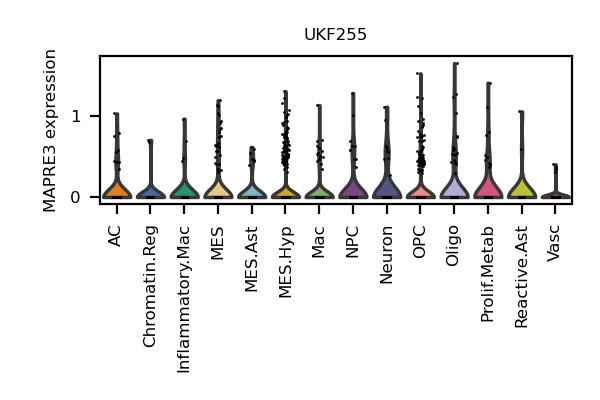 UKF255
MAPRE3 expression
1
0
AC
Chromatin.Reg
Inflammatory.Mac
MES
MES.Ast
MES.Hyp
Mac
NPC
Neuron
OPC
Oligo
Prolif.Metab
Reactive.Ast
Vasc